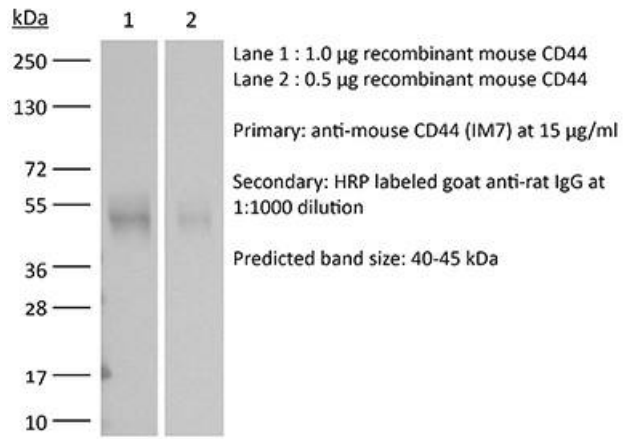 kDa
1 2
250
130
72
55
36
28
17
10
Lane 1 : 1.0 µg recombinant mouse CD44
Lane 2 : 0.5 µg recombinant mouse CD44
Primary: anti-mouse CD44 (IM7) at 15 µg/ml
Secondary: HRP labeled goat anti-rat IgG at
1:1000 dilution
Predicted band size: 40-45 kDa